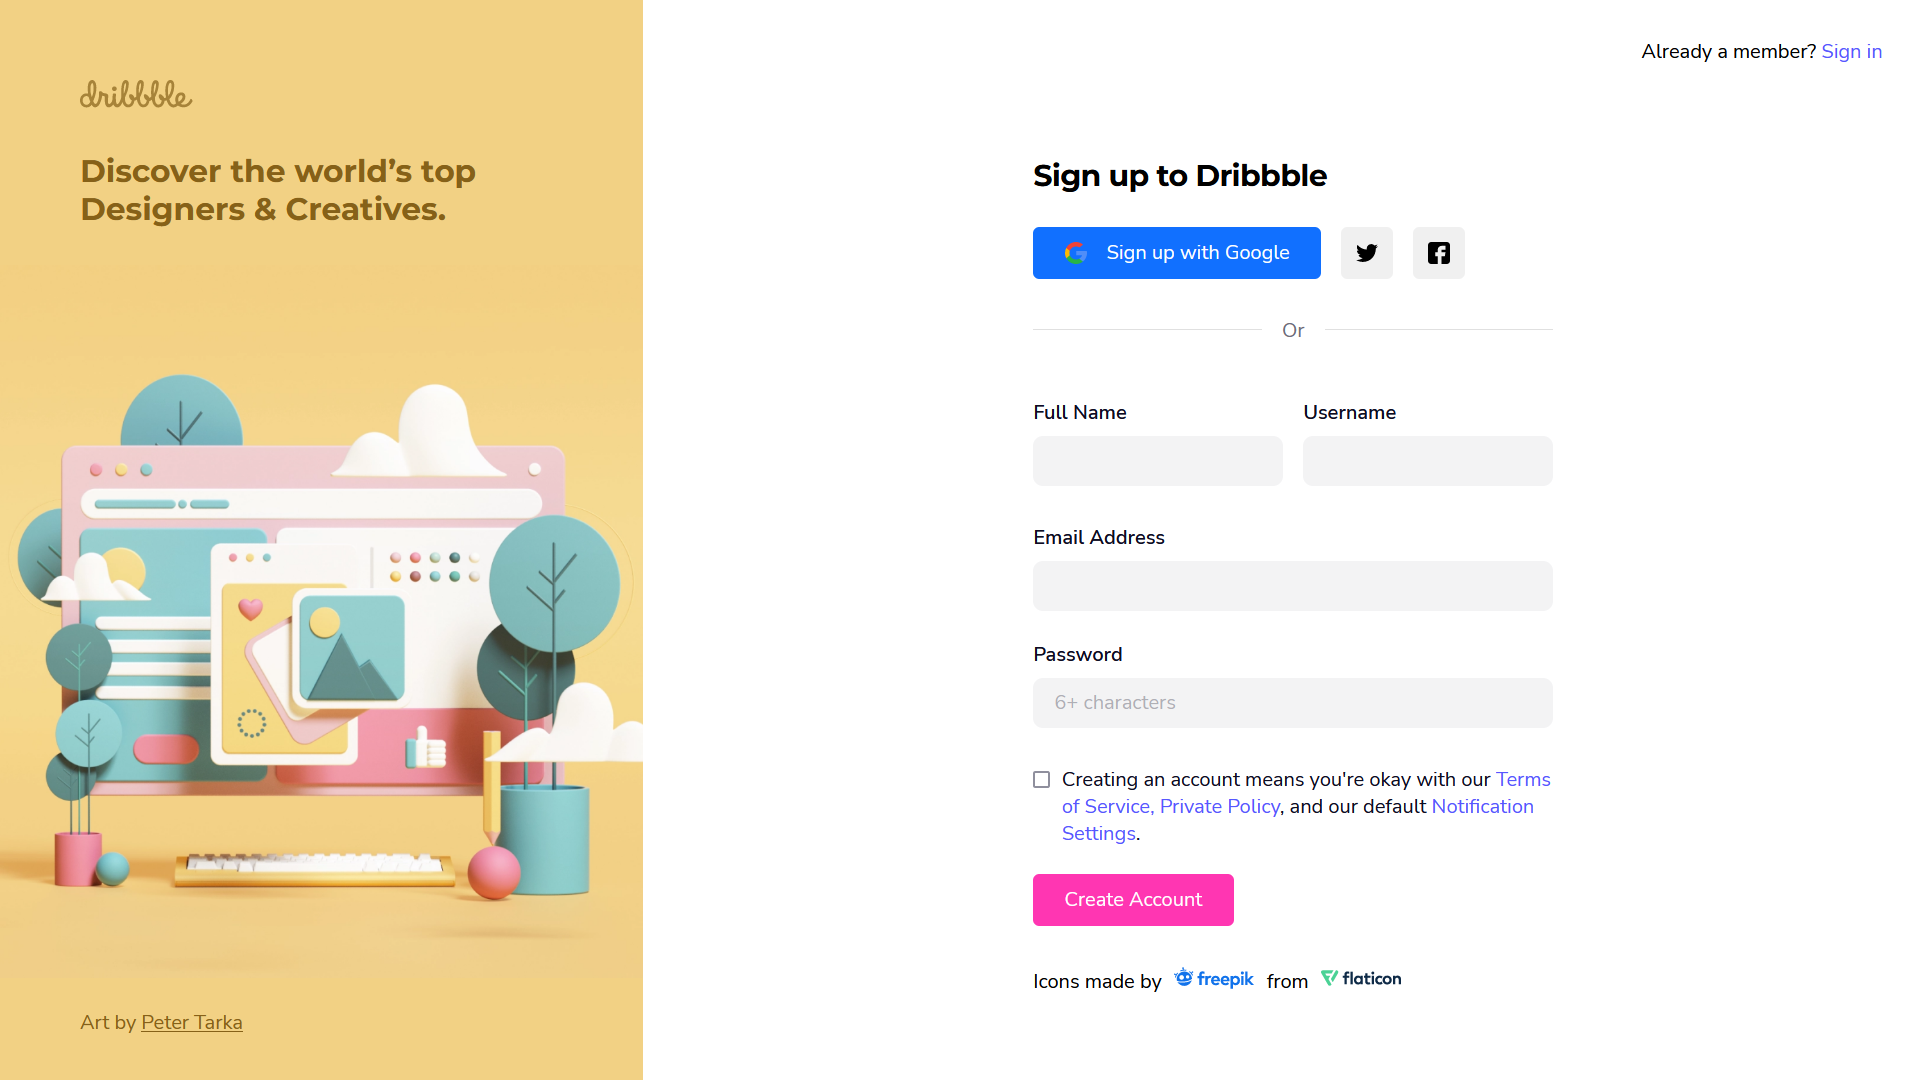 dribbble
Discover the world's top
Designers & Creatives.
Art by Peter Tarka
Already a member? Sign in
Sign up to Dribbble
Sign up with Google
Or
Full Name
Username
Email Address
Password
6+ characters
Creating an account means you're okay with our Terms
of Service, Private Policy, and our default Notification
Settings.
Create Account
Icons made by freepik from flaticon